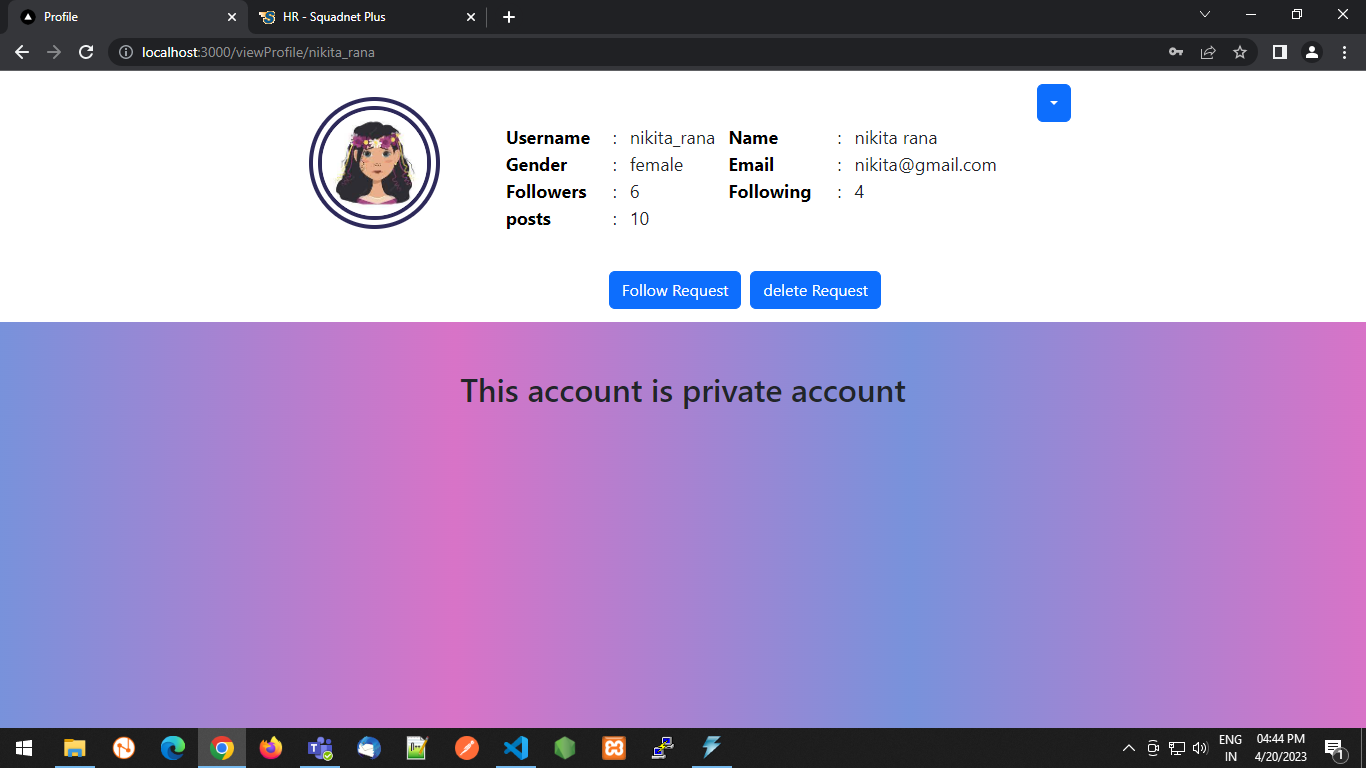 Profile
HR - Squadnet Plus
localhost:3000/viewProfile/nikita_rana
Username : nikita_rana Name : nikita rana
Gender : female Email : nikita@gmail.com
Followers : 6 Following : 4
posts : 10
Follow Request delete Request
This account is private account
ENG 04:44 PM
IN 4/20/2023
1